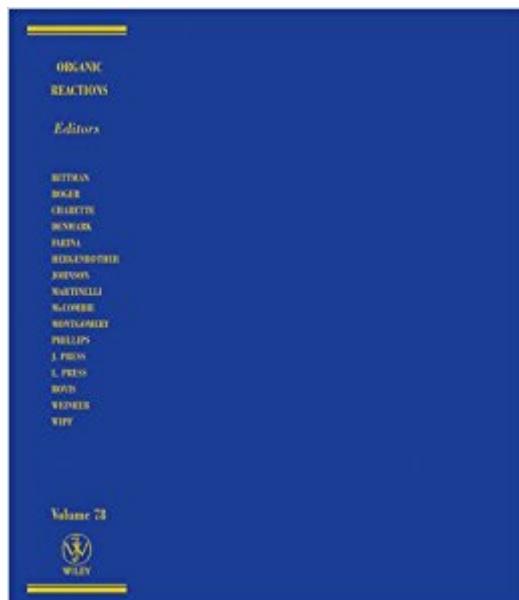 ORGANIC
REACTIONS
Editors
BITTMAN
BOGER
CHARETTE
DENMARK
FARINA
HERGENROTHER
JOHNSON
MARTINELLI
McCOMBIE
MONTGOMERY
PHILLIPS
J. PRESS
L. PRESS
ROVIS
WEINREB
WIPF
Volume 78
WILEY